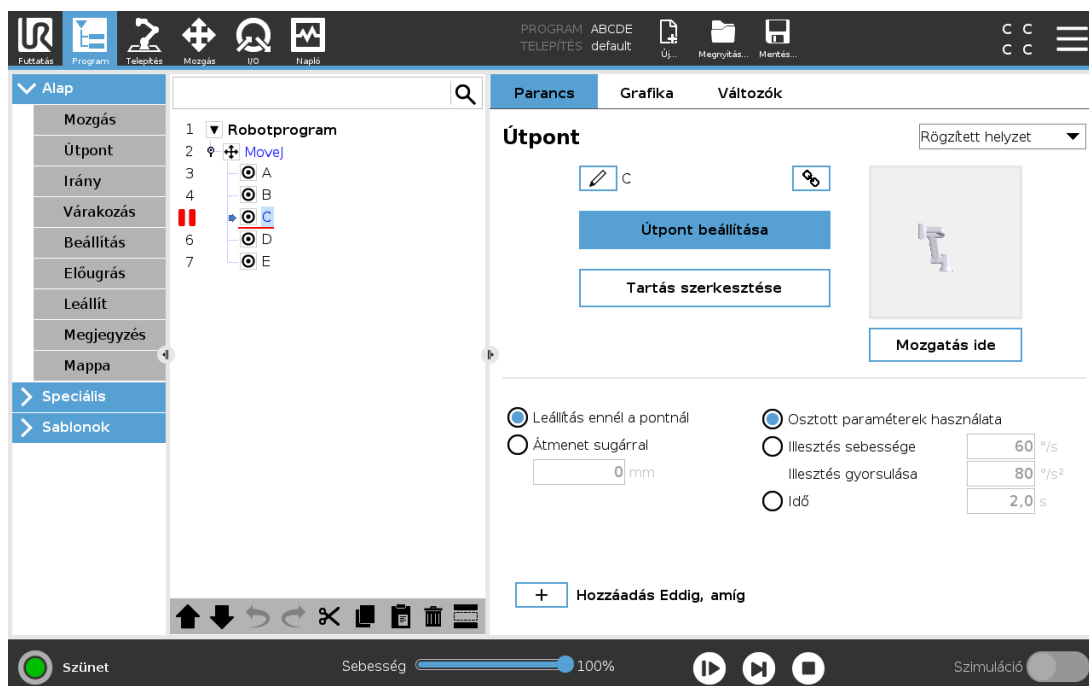 PROGRAM ABCDE
TELEPÍTÉS default
C C
C C
UR
Futtatás Program Telepítés Mozgás I/O Napló Új... Megnyitás... Mentés...
Alap
Mozgás
Útpont
Irány
Várakozás
Beállítás
Előugrás
Leállít
Megjegyzés
Mappa
Speciális
Sablonok
1 Robotprogram
2 MoveJ
3 A
4 B
C
6 D
7 E
Parancs Grafika Változók
Útpont
Rögzített helyzet
C
Útpont beállítása
Tartás szerkesztése
Mozgatás ide
Leállítás ennél a pontnál
Átmenet sugárral
0 mm
Osztott paraméterek használata
Illesztés sebessége 60 °/s
Illesztés gyorsulása 80 °/s²
Idő 2,0 s
+ Hozzáadás Eddig, amíg
Szünet
Sebesség 100%
Szimuláció